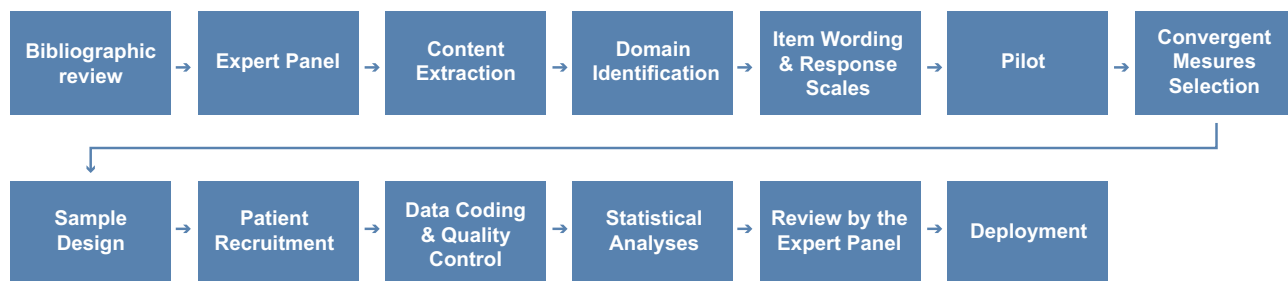 Bibliographic
review
Expert Panel
Content
Extraction
Domain
Identification
Item Wording
& Response
Scales
Pilot
Convergent
Mesures
Selection
Sample
Design
Patient
Recruitment
Data Coding
& Quality
Control
Statistical
Analyses
Review by the
Expert Panel
Deployment